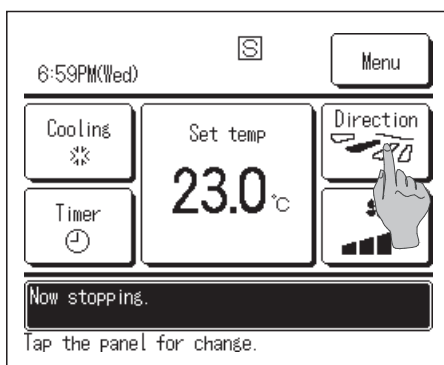 S
6:59PM(Wed)
Menu
Cooling
Set temp
23.0°C
Direction
Timer
Now stopping.
Tap the panel for change.